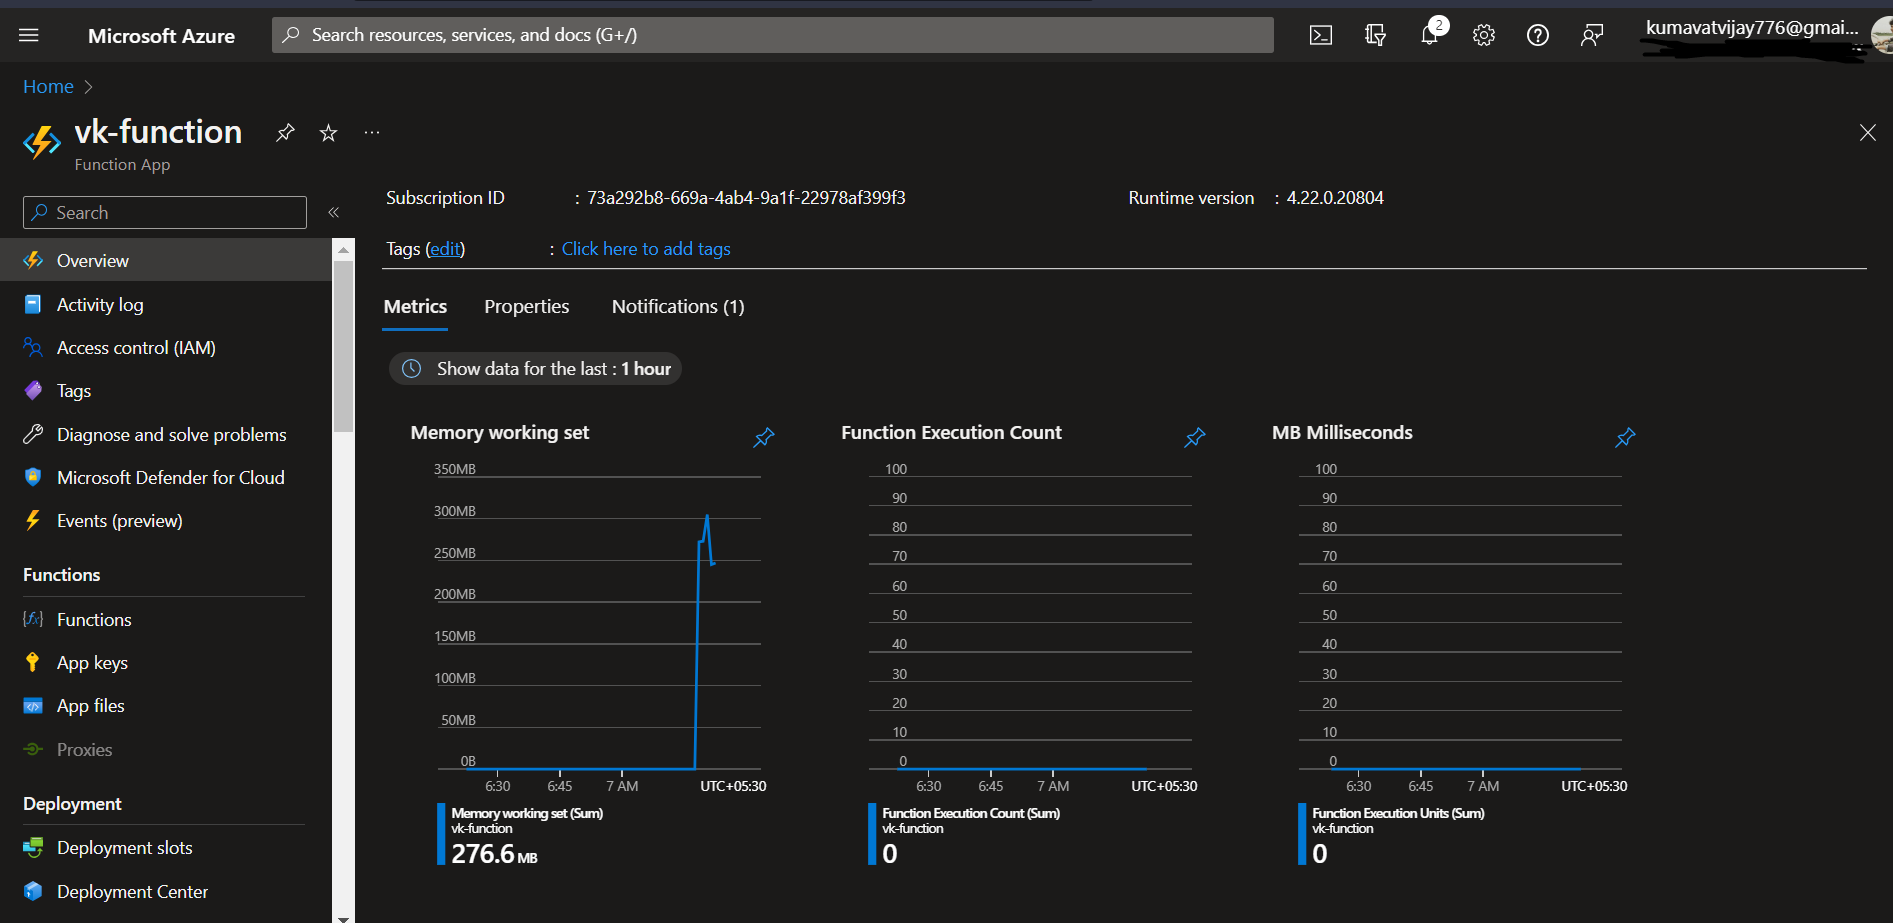 Microsoft Azure
Search resources, services, and docs (G+/)
2
kumavatvijay776@gmai...
Home
vk-function
...
Function App
Search
«
Subscription ID : 73a292b8-669a-4ab4-9a1f-22978af399f3
Runtime version : 4.22.0.20804
Tags (edit) : Click here to add tags
Overview
Activity log
Access control (IAM)
Tags
Diagnose and solve problems
Microsoft Defender for Cloud
Events (preview)
Functions
Functions
App keys
App files
Proxies
Deployment
Deployment slots
Deployment Center
Metrics Properties Notifications (1)
Show data for the last : 1 hour
Memory working set
350MB
300MB
250MB
200MB
150MB
100MB
50MB
0B
6:30 6:45 7 AM UTC+05:30
Memory working set (Sum)
vk-function
276.6 MB
Function Execution Count
100
90
80
70
60
50
40
30
20
10
0
6:30 6:45 7 AM UTC+05:30
Function Execution Count (Sum)
vk-function
0
MB Milliseconds
100
90
80
70
60
50
40
30
20
10
0
6:30 6:45 7 AM UTC+05:30
Function Execution Units (Sum)
vk-function
0